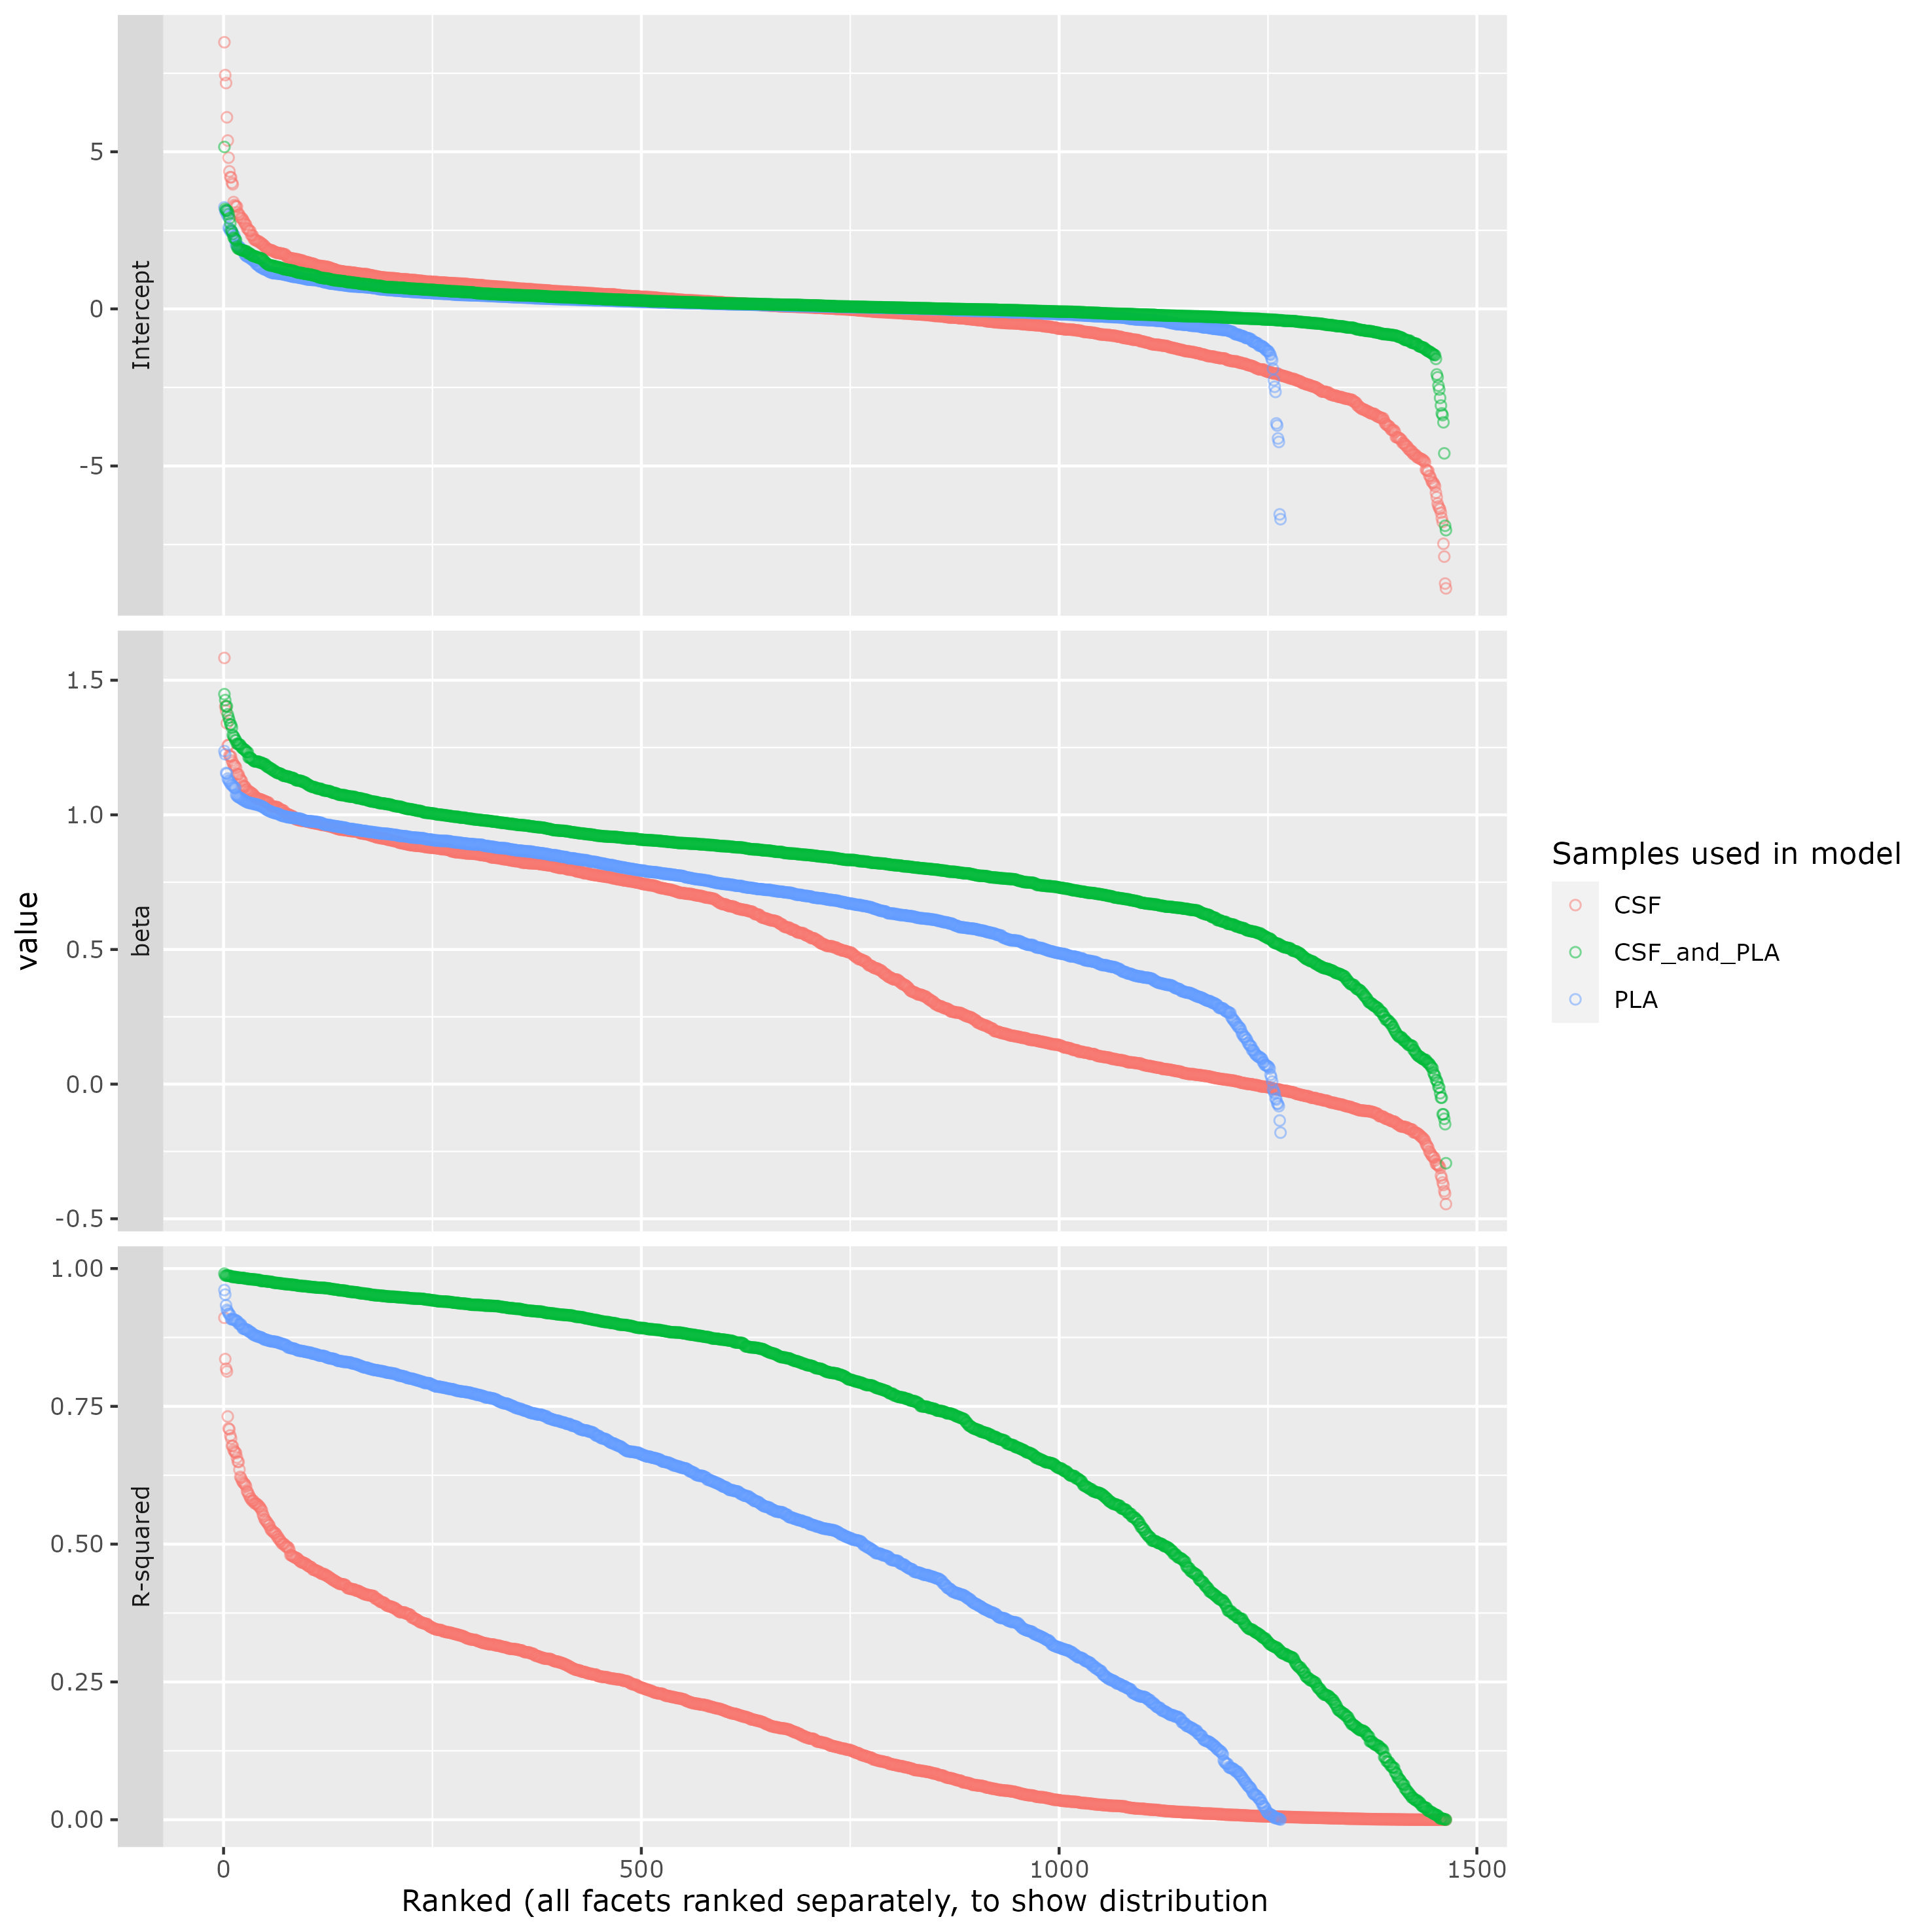 Intercept
5
0
-5
value
beta
1.5
1.0
0.5
0.0
-0.5
R-squared
1.00
0.75
0.50
0.25
0.00
0
500
1000
1500
Ranked (all facets ranked separately, to show distribution
Samples used in model
CSF
CSF_and_PLA
PLA